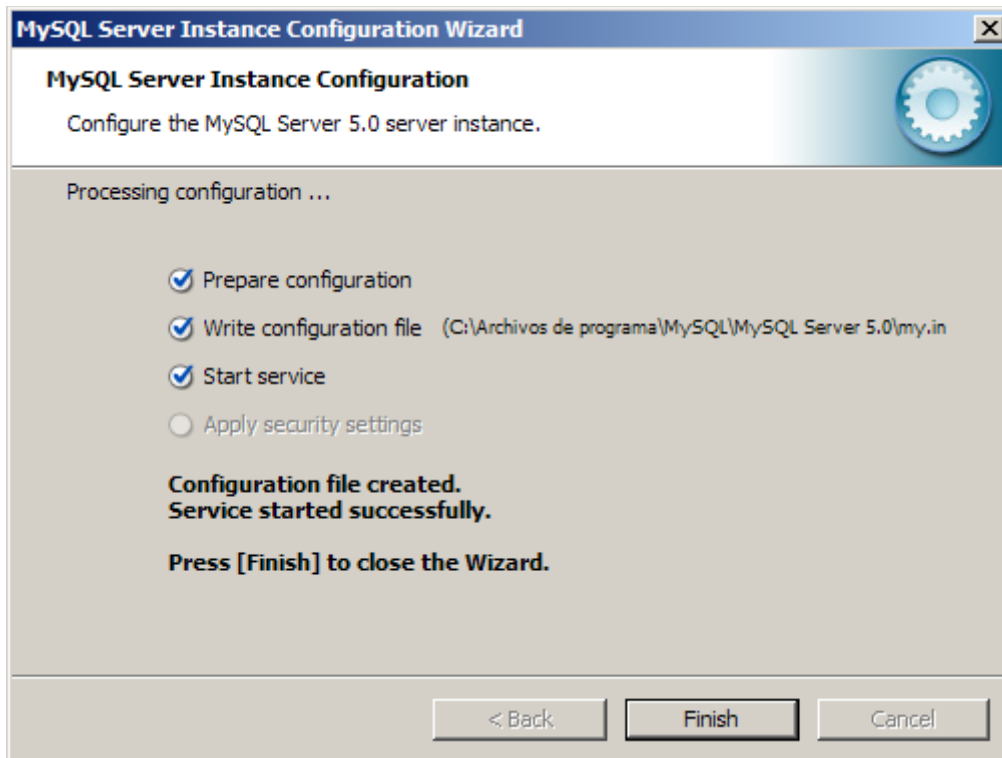 MySQL Server Instance Configuration Wizard
MySQL Server Instance Configuration
Configure the MySQL Server 5.0 server instance.
Processing configuration ...
Prepare configuration
Write configuration file (C:\Archivos de programa\MySQL\MySQL Server 5.0\my.in
Start service
Apply security settings
Configuration file created.
Service started successfully.
Press [Finish] to close the Wizard.
< Back Finish Cancel